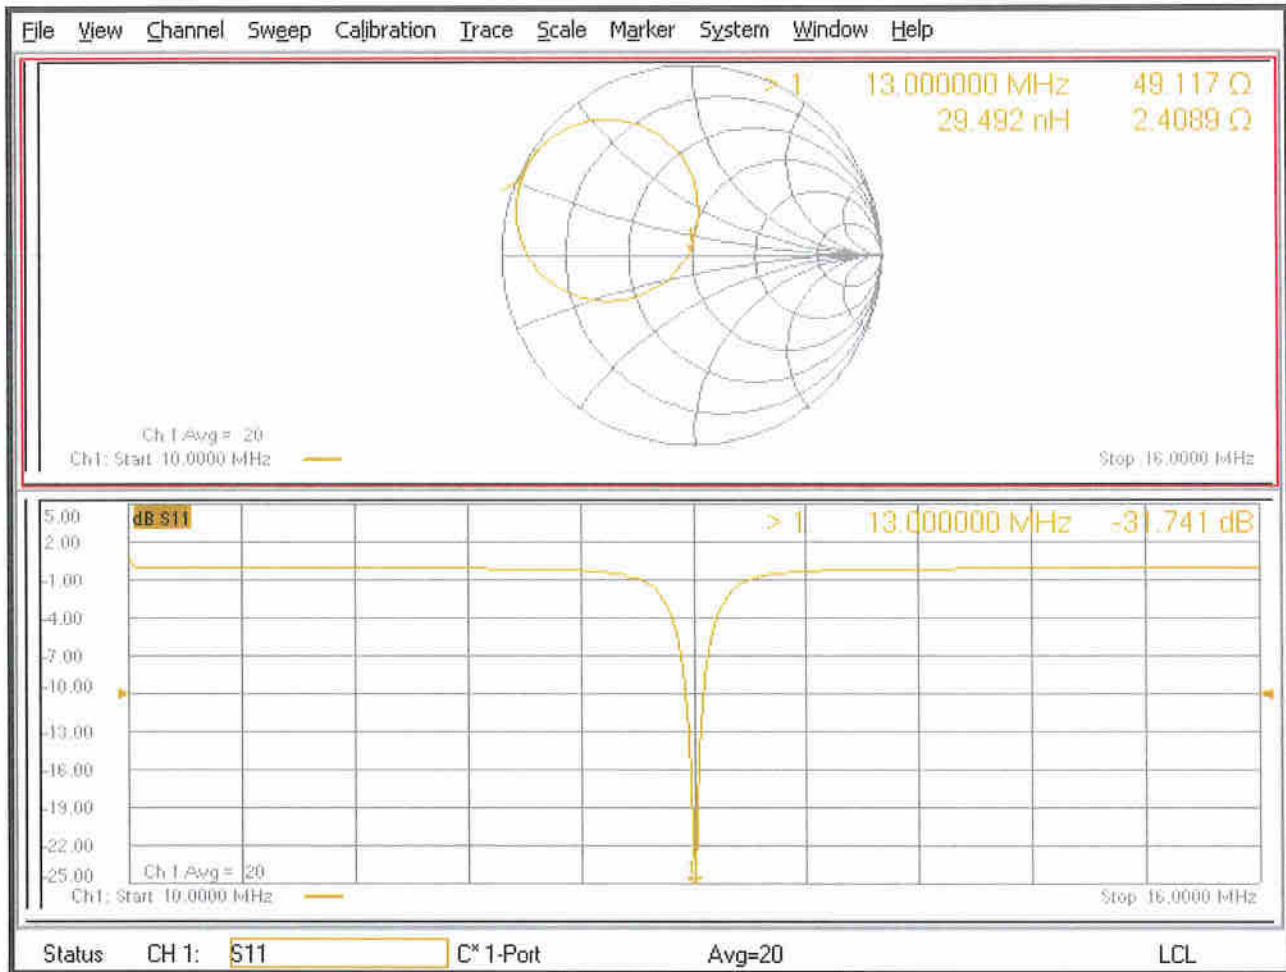 File View Channel Sweep Calibration Trace Scale Marker System Window Help
> 1 13.000000 MHz 49.117 Ω
29.492 nH 2.4089 Ω
Ch 1 Avg = 20
Ch1: Start 10.0000 MHz
Stop 16.0000 MHz
5.00
dB S11
> 1 13.000000 MHz -31.741 dB
2.00
-1.00
-4.00
-7.00
-10.00
-13.00
-16.00
-19.00
-22.00
-25.00
Ch 1 Avg = 20
Ch1: Start 10.0000 MHz
Stop 16.0000 MHz
Status CH 1: S11 C* 1-Port Avg=20 LCL